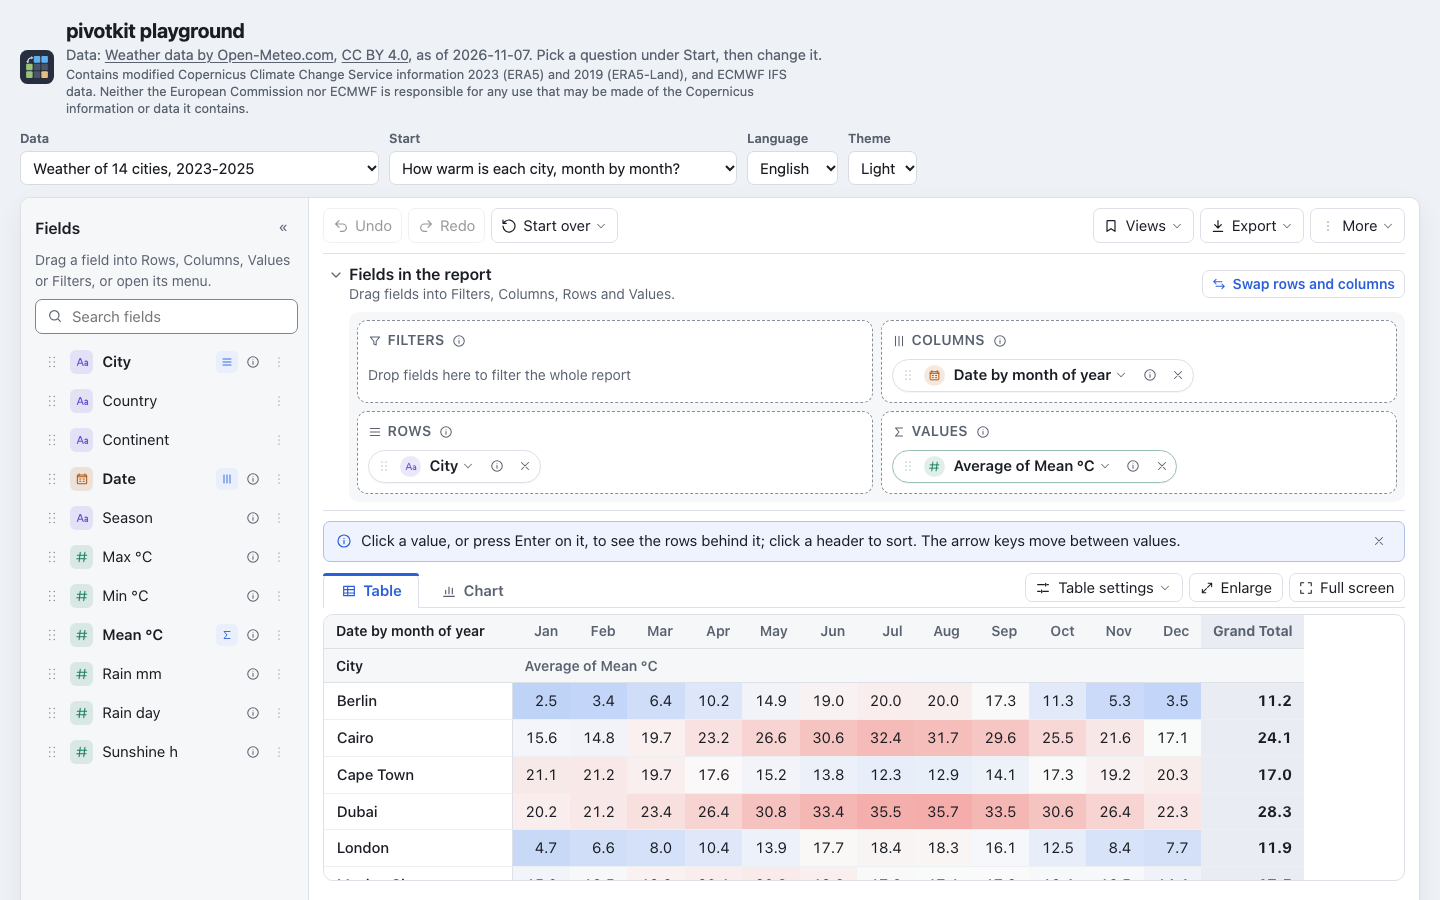 pivotkit playground
Data: Weather data by Open-Meteo.com, CC BY 4.0, as of 2026-11-07. Pick a question under Start, then change it.
Contains modified Copernicus Climate Change Service information 2023 (ERA5) and 2019 (ERA5-Land), and ECMWF IFS
data. Neither the European Commission nor ECMWF is responsible for any use that may be made of the Copernicus
information or data it contains.
Data Start Language Theme
Weather of 14 cities, 2023-2025 How warm is each city, month by month? English Light
Fields «
Drag a field into Rows, Columns, Values
or Filters, or open its menu.
Search fields
Aa City
Aa Country
Aa Continent
Date
Aa Season
# Max °C
# Min °C
# Mean °C Σ
# Rain mm
# Rain day
# Sunshine h
Undo Redo Start over Views Export More
Fields in the report
Drag fields into Filters, Columns, Rows and Values.
Swap rows and columns
FILTERS
Drop fields here to filter the whole report
COLUMNS
Date by month of year
ROWS
Aa City
Σ VALUES
# Average of Mean °C
Click a value, or press Enter on it, to see the rows behind it; click a header to sort. The arrow keys move between values.
Table Chart Table settings Enlarge Full screen
Date by month of year Jan Feb Mar Apr May Jun Jul Aug Sep Oct Nov Dec Grand Total
City Average of Mean °C
Berlin 2.5 3.4 6.4 10.2 14.9 19.0 20.0 20.0 17.3 11.3 5.3 3.5 11.2
Cairo 15.6 14.8 19.7 23.2 26.6 30.6 32.4 31.7 29.6 25.5 21.6 17.1 24.1
Cape Town 21.1 21.2 19.7 17.6 15.2 13.8 12.3 12.9 14.1 17.3 19.2 20.3 17.0
Dubai 20.2 21.2 23.4 26.4 30.8 33.4 35.5 35.7 33.5 30.6 26.4 22.3 28.3
London 4.7 6.6 8.0 10.4 13.9 17.7 18.4 18.3 16.1 12.5 8.4 7.7 11.9